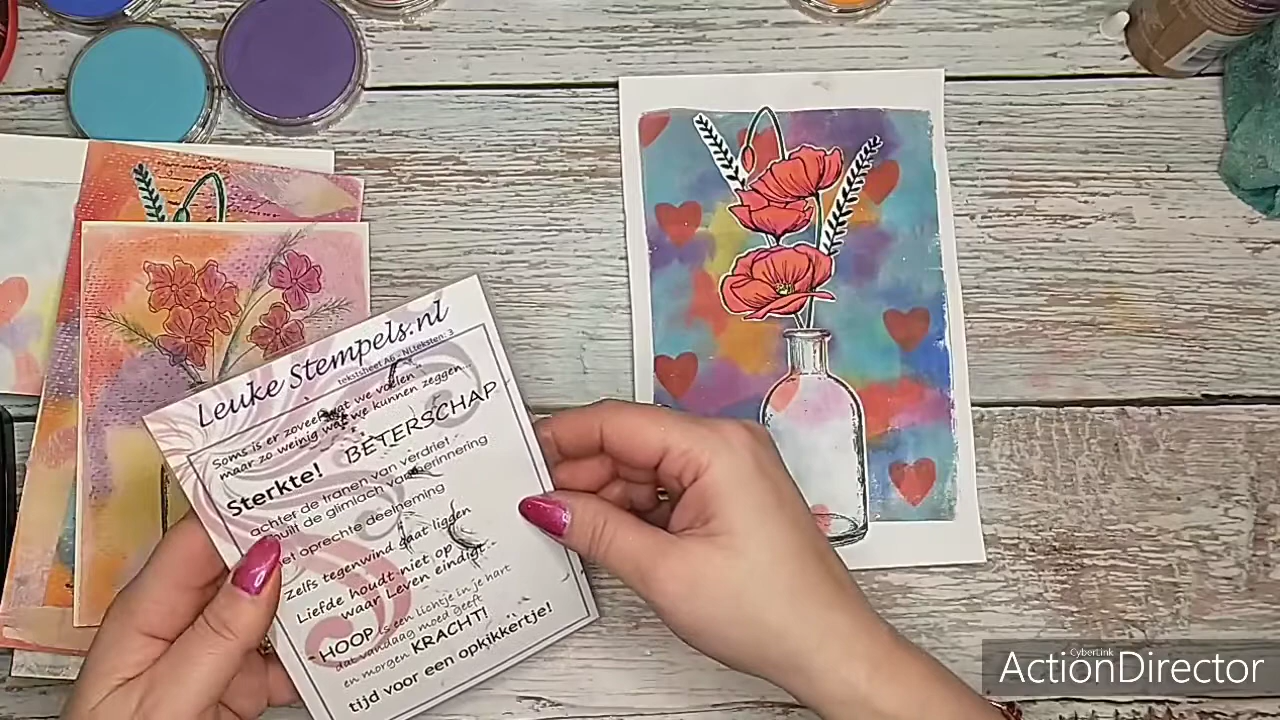 Leuke Stempels.nl
tekstsheet A6 - NLteksten: 3
Soms is er zoveel wat we voelen
maar zo weinig wat we kunnen zeggen...
Sterkte! BETERSCHAP
achter de tranen van verdriet
schuilt de glimlach van herinnering
Met oprechte deelneming
Zelfs tegenwind gaat liggen
Liefde houdt niet op
waar Leven eindigt..
HOOP is een lichtje in je hart
dat vandaag moed geeft
en morgen KRACHT!
tijd voor een opkikkertje!
CyberLink
ActionDirector